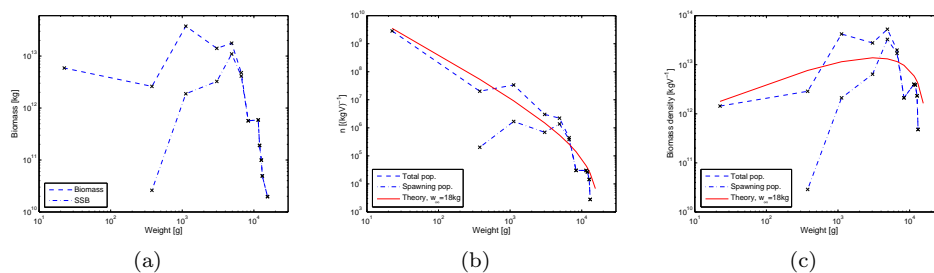 10^13
10^12
10^11
10^10
Biomass [kg]
10^1
10^2
10^3
10^4
Weight [g]
Biomass
SSB
(a)
10^10
10^9
10^8
10^7
10^6
10^5
10^4
10^3
n [(kgV)^-1]
10^1
10^2
10^3
10^4
Weight [g]
Total pop.
Spawning pop.
Theory, w_∞=18kg
(b)
10^14
10^13
10^12
10^11
10^10
Biomass density [kgV^-1]
10^1
10^2
10^3
10^4
Weight [g]
Total pop.
Spawning pop.
Theory, w_∞=18kg
(c)